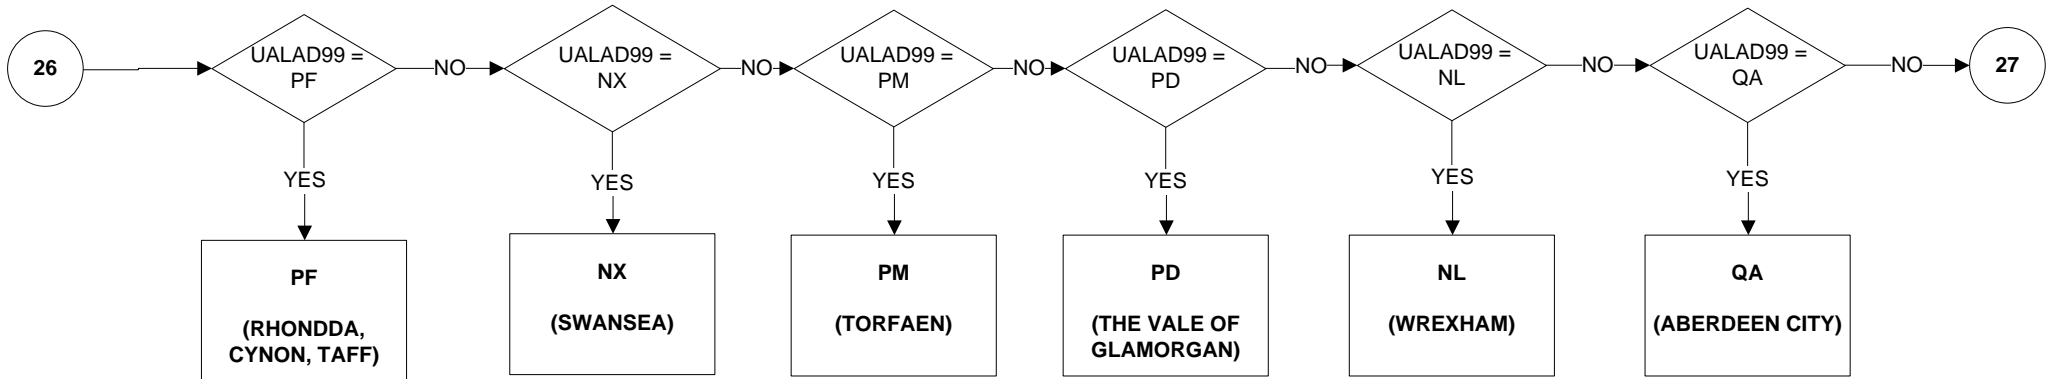 26
UALAD99 =
PF
NO
UALAD99 =
NX
NO
UALAD99 =
PM
NO
UALAD99 =
PD
NO
UALAD99 =
NL
NO
UALAD99 =
QA
NO
27
YES
YES
YES
YES
YES
YES
PF
(RHONDDA,
CYNON, TAFF)
NX
(SWANSEA)
PM
(TORFAEN)
PD
(THE VALE OF
GLAMORGAN)
NL
(WREXHAM)
QA
(ABERDEEN CITY)